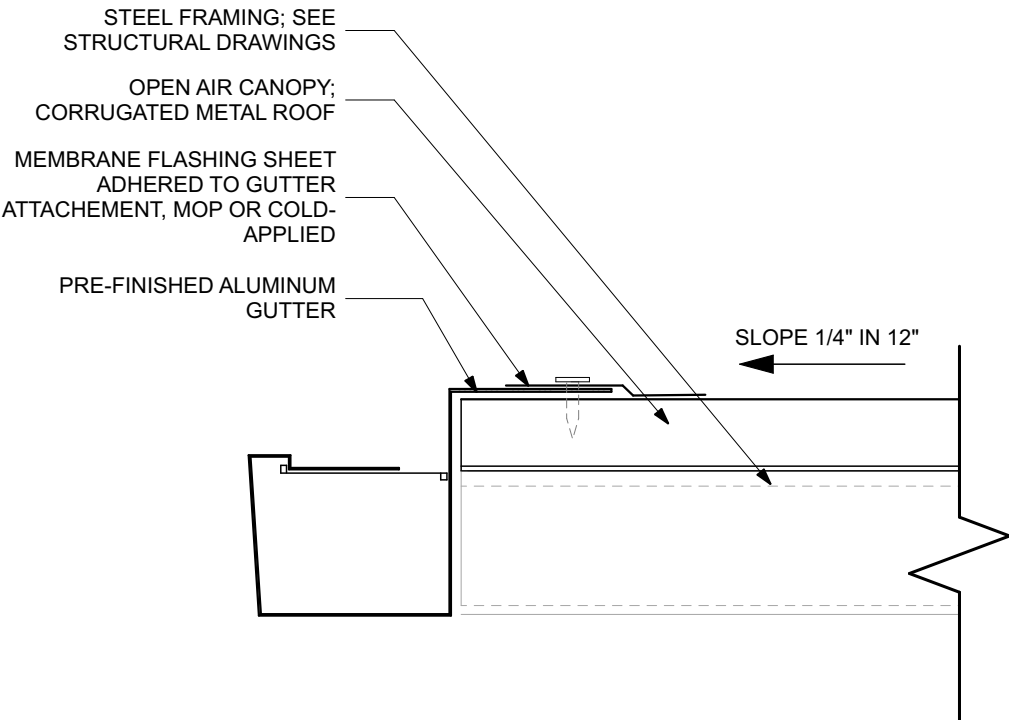 STEEL FRAMING; SEE
STRUCTURAL DRAWINGS
OPEN AIR CANOPY;
CORRUGATED METAL ROOF
MEMBRANE FLASHING SHEET
ADHERED TO GUTTER
ATTACHEMENT, MOP OR COLD-
APPLIED
PRE-FINISHED ALUMINUM
GUTTER
SLOPE 1/4" IN 12"